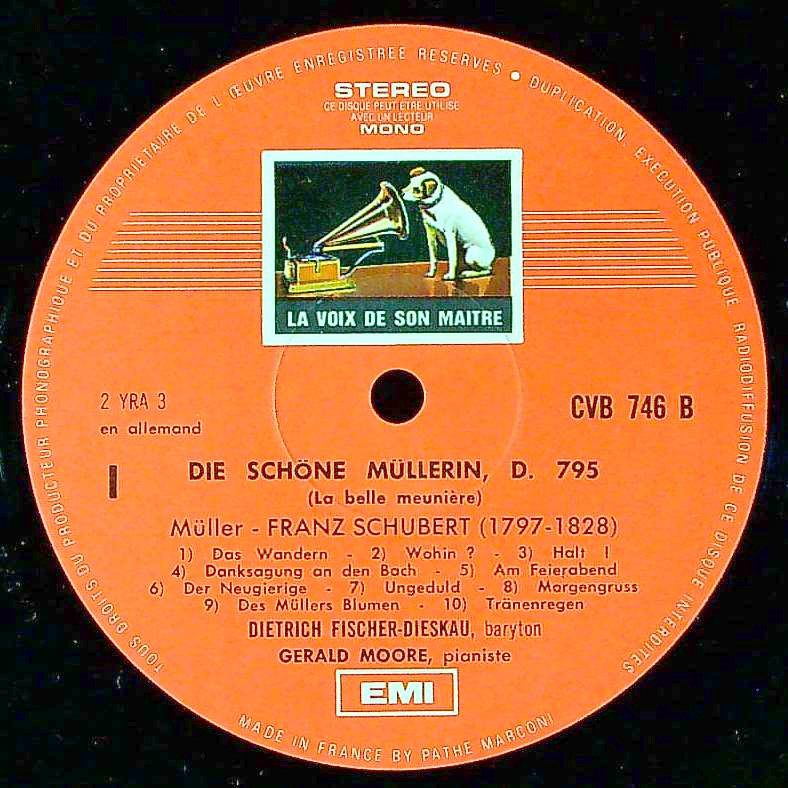 TOUS DROITS DU PRODUCTEUR PHONOGRAPHIQUE ET DU PROPRIETAIRE DE L'ŒUVRE ENREGISTREE RESERVES • DUPLICATION. EXECUTION PUBLIQUE RADIODIFFUSION DE CE DISQUE INTERDITES
STEREO
CE DISQUE PEUT ETRE UTILISE
AVEC UN LECTEUR
MONO
LA VOIX DE SON MAITRE
2 YRA 3
en allemand
CVB 746 B
I
DIE SCHÖNE MÜLLERIN, D. 795
(La belle meunière)
Müller - FRANZ SCHUBERT (1797-1828)
1) Das Wandern - 2) Wohin ? - 3) Halt !
4) Danksagung an den Bach - 5) Am Feierabend
6) Der Neugierige - 7) Ungeduld - 8) Morgengruss
9) Des Müllers Blumen - 10) Tränenregen
DIETRICH FISCHER-DIESKAU, baryton
GERALD MOORE, pianiste
EMI
MADE IN FRANCE BY PATHE MARCONI